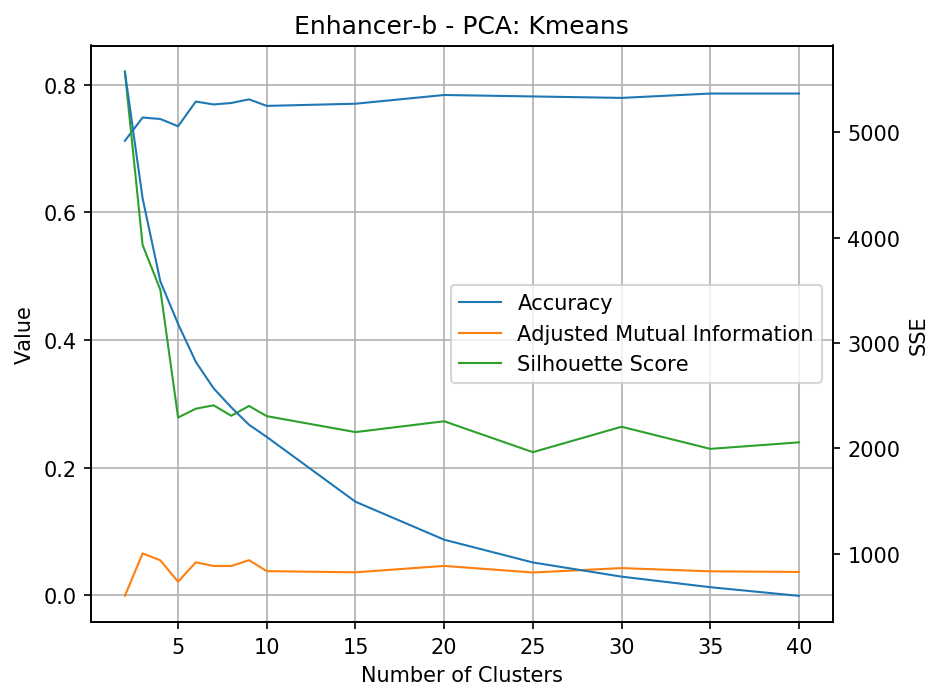 Enhancer-b - PCA: Kmeans
0.8
0.6
0.4
0.2
0.0
Value
5000
4000
3000
2000
1000
SSE
Accuracy
Adjusted Mutual Information
Silhouette Score
5 10 15 20 25 30 35 40
Number of Clusters